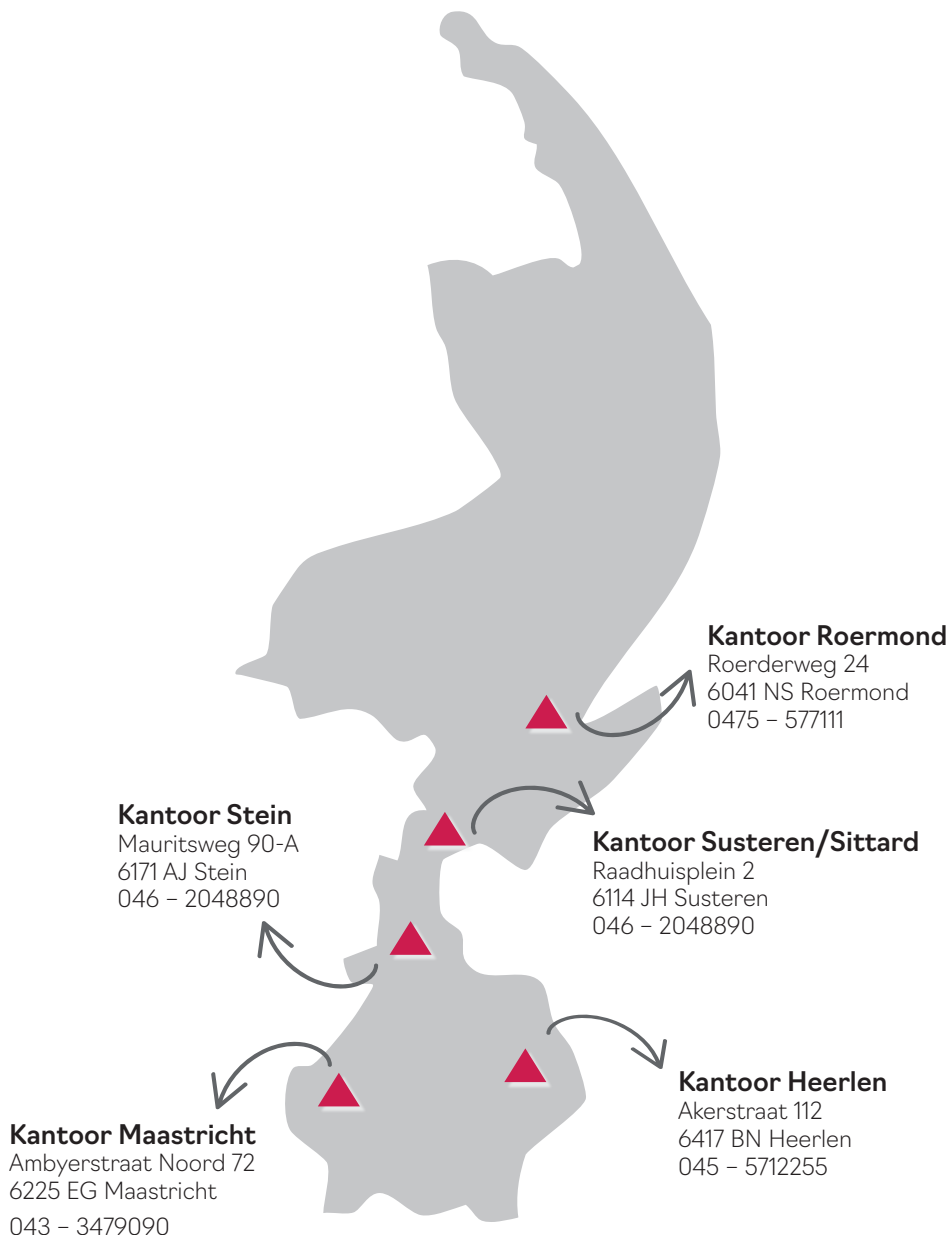 Kantoor Roermond
Roerderweg 24
6041 NS Roermond
0475 – 577111
Kantoor Stein
Mauritsweg 90-A
6171 AJ Stein
046 – 2048890
Kantoor Susteren/Sittard
Raadhuisplein 2
6114 JH Susteren
046 – 2048890
Kantoor Heerlen
Akerstraat 112
6417 BN Heerlen
045 – 5712255
Kantoor Maastricht
Ambyerstraat Noord 72
6225 EG Maastricht
043 – 3479090